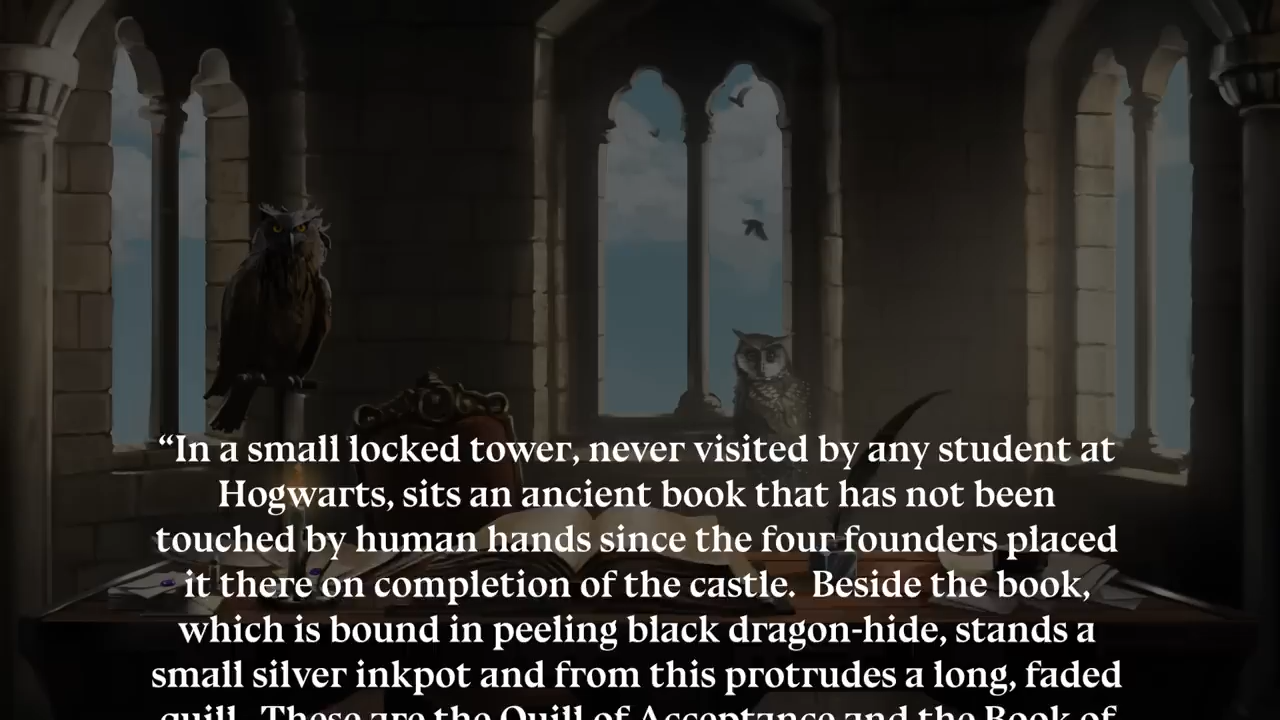 “In a small locked tower, never visited by any student at
Hogwarts, sits an ancient book that has not been
touched by human hands since the four founders placed
it there on completion of the castle.  Beside the book,
which is bound in peeling black dragon-hide, stands a
small silver inkpot and from this protrudes a long, faded
quill.  These are the Quill of Acceptance and the Book of